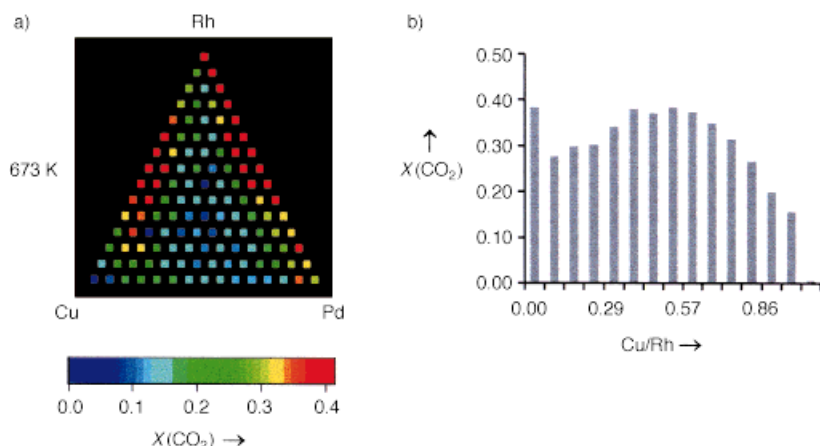 a)
Rh
673 K
Cu
Pd
0.0
0.1
0.2
0.3
0.4
X(CO₂) →
b)
0.50
0.40
0.30
0.20
0.10
0.00
↑
X(CO₂)
0.00
0.29
0.57
0.86
Cu/Rh →